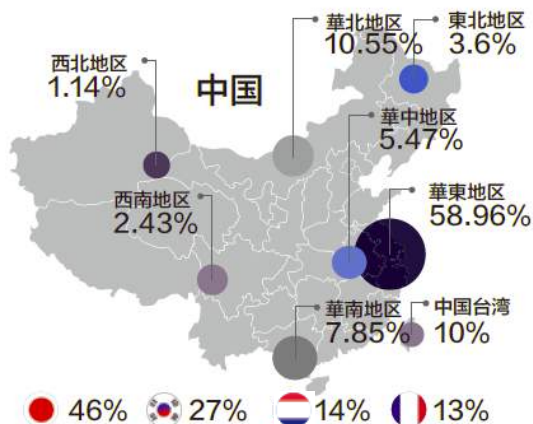 華北地区
10.55%
東北地区
3.6%
西北地区
1.14%
中国
華中地区
5.47%
西南地区
2.43%
華東地区
58.96%
華南地区
7.85%
中国台湾
10%
46% 27% 14% 13%